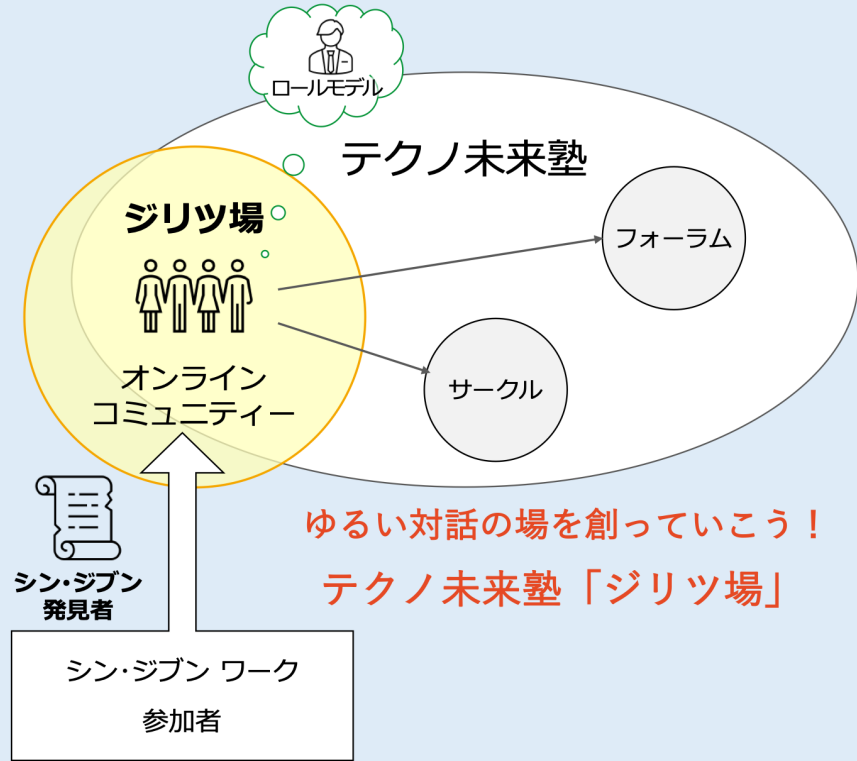 ロールモデル
テクノ未来塾
ジリツ場
フォーラム
オンライン
コミュニティー
サークル
シン・ジブン
発見者
ゆるい対話の場を創っていこう！
テクノ未来塾「ジリツ場」
シン・ジブン ワーク
参加者